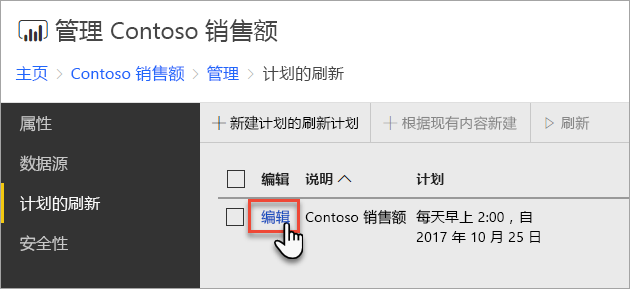 管理 Contoso 销售额
主页 > Contoso 销售额 > 管理 > 计划的刷新
属性
数据源
计划的刷新
安全性
+ 新建计划的刷新计划 + 根据现有内容新建 ▷ 刷新
编辑 说明 计划
编辑 Contoso 销售额 每天早上 2:00，自
2017 年 10 月 25 日